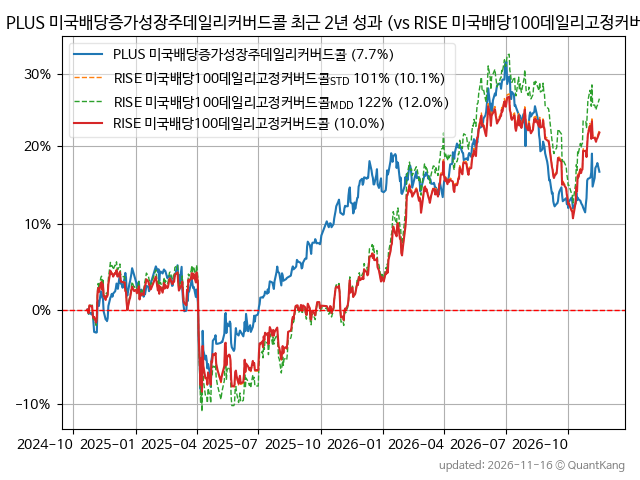 PLUS 미국배당증가성장주데일리커버드콜 최근 2년 성과 (vs RISE 미국배당100데일리고정커버
PLUS 미국배당증가성장주데일리커버드콜 (7.7%)
RISE 미국배당100데일리고정커버드콜STD 101% (10.1%)
RISE 미국배당100데일리고정커버드콜MDD 122% (12.0%)
RISE 미국배당100데일리고정커버드콜 (10.0%)
30%
20%
10%
0%
−10%
2024-10 2025-01 2025-04 2025-07 2025-10 2026-01 2026-04 2026-07 2026-10
updated: 2026-11-16 © QuantKang